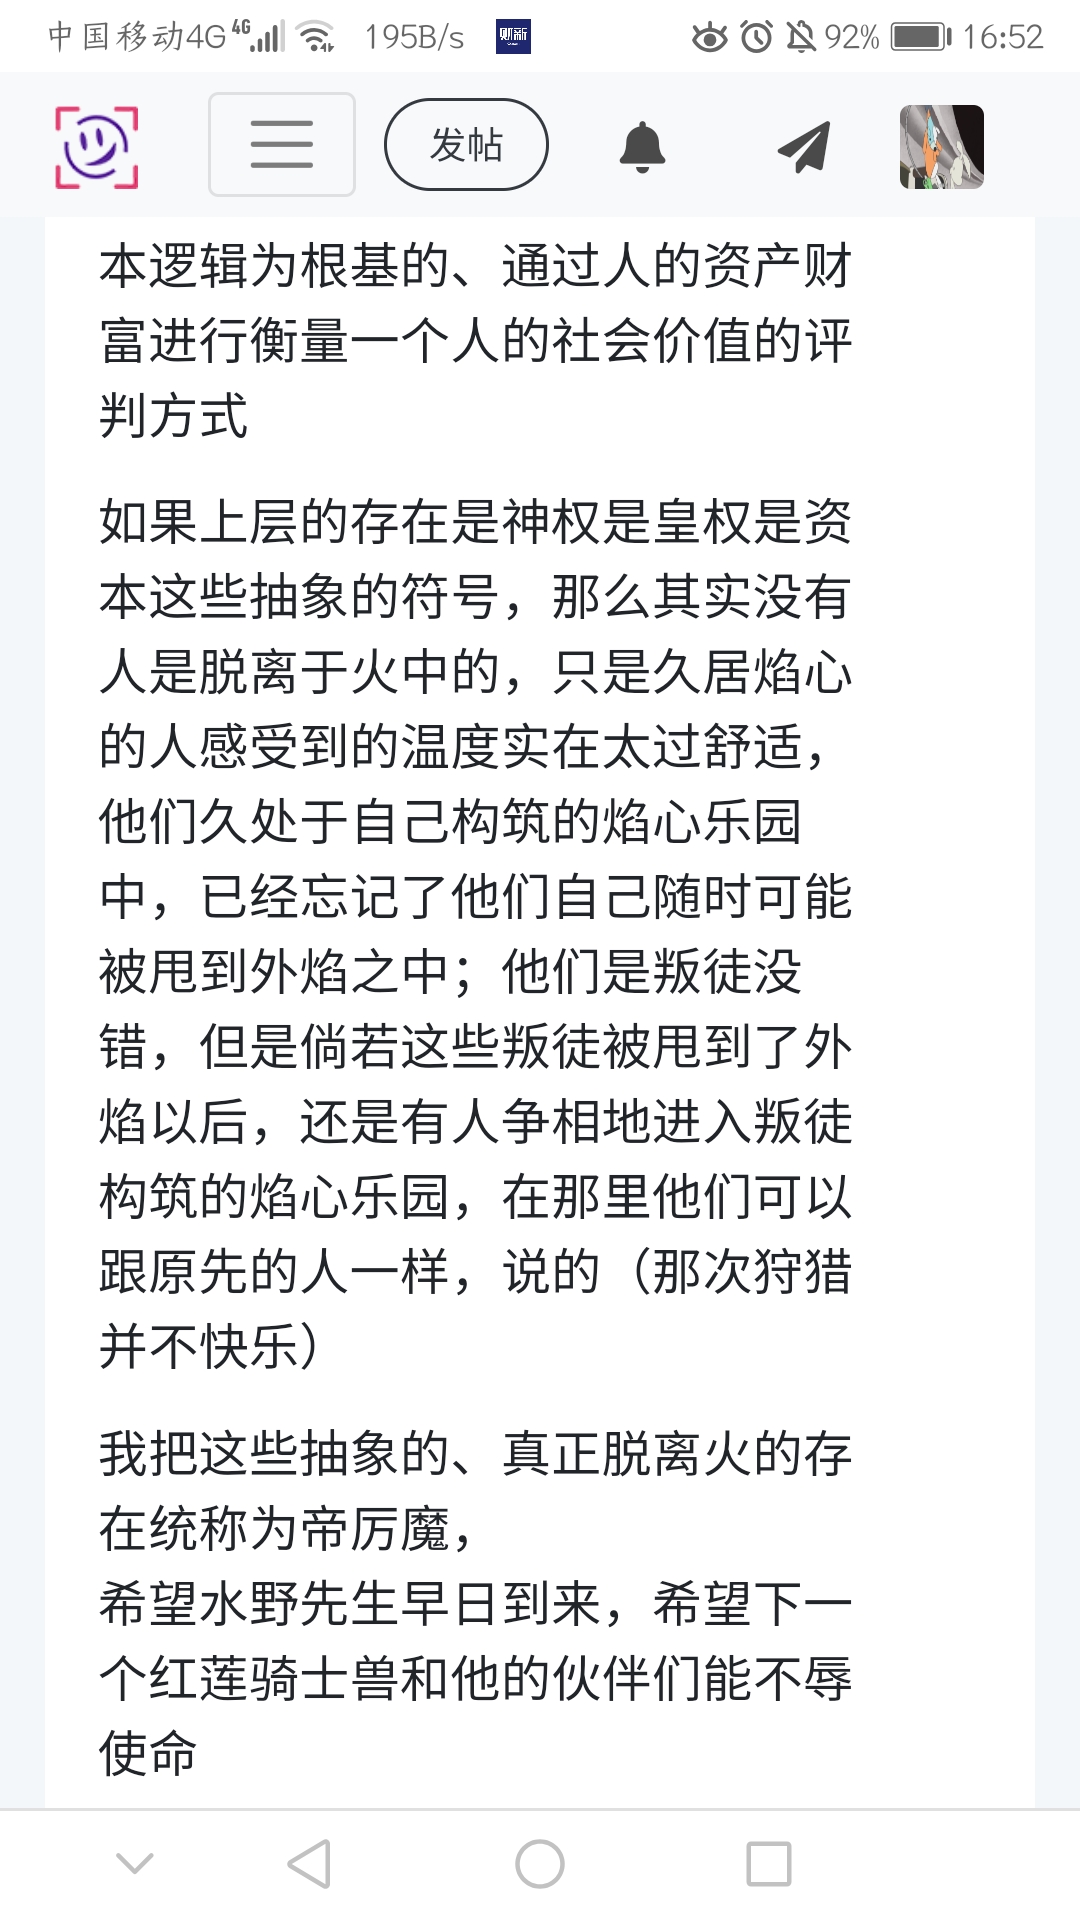 中国移动4G 4G 195B/s 财新 92% 16:52
发帖
本逻辑为根基的、通过人的资产财
富进行衡量一个人的社会价值的评
判方式
如果上层的存在是神权是皇权是资
本这些抽象的符号，那么其实没有
人是脱离于火中的，只是久居焰心
的人感受到的温度实在太过舒适，
他们久处于自己构筑的焰心乐园
中，已经忘记了他们自己随时可能
被甩到外焰之中；他们是叛徒没
错，但是倘若这些叛徒被甩到了外
焰以后，还是有人争相地进入叛徒
构筑的焰心乐园，在那里他们可以
跟原先的人一样，说的（那次狩猎
并不快乐）
我把这些抽象的、真正脱离火的存
在统称为帝厉魔，
希望水野先生早日到来，希望下一
个红莲骑士兽和他的伙伴们能不辱
使命